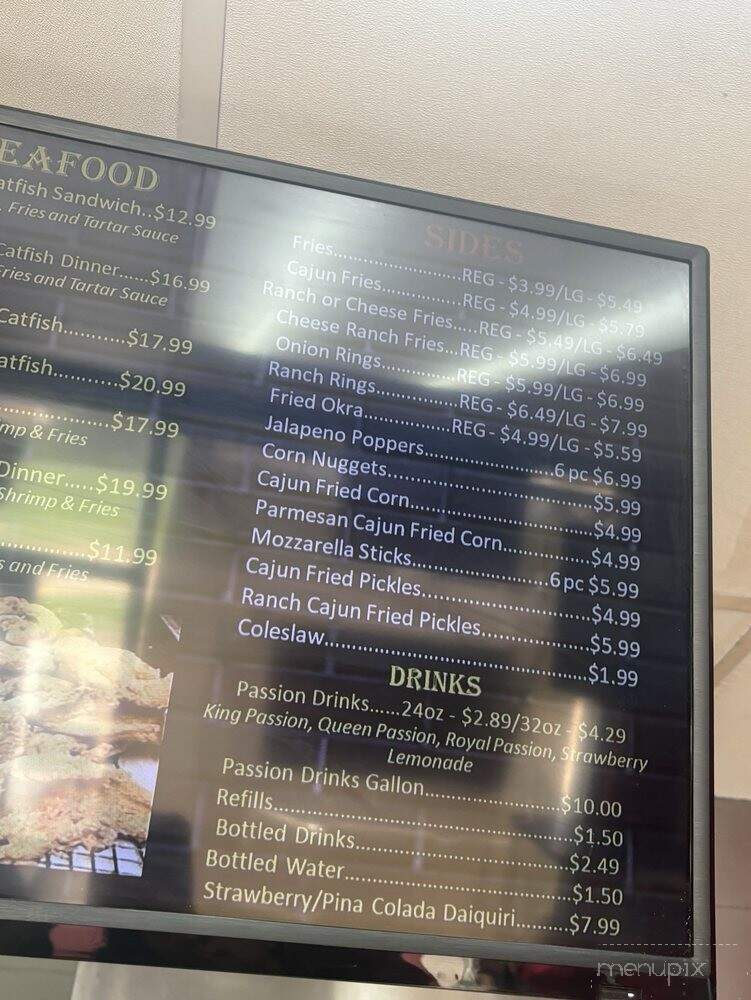 EAFOOD
atfish Sandwich..$12.99
Fries and Tartar Sauce
Catfish Dinner......$16.99
Fries and Tartar Sauce
Catfish...........$17.99
atfish...........$20.99
..................$17.99
mp & Fries
Dinner.....$19.99
Shrimp & Fries
...............$11.99
s and Fries
SIDES
Fries......................REG - $3.99/LG - $5.49
Cajun Fries..............REG - $4.99/LG - $5.79
Ranch or Cheese Fries.....REG - $5.49/LG - $6.49
Cheese Ranch Fries...REG - $5.99/LG - $6.99
Onion Rings..............REG - $5.99/LG - $6.99
Ranch Rings...............REG - $6.49/LG - $7.99
Fried Okra...............REG - $4.99/LG - $5.59
Jalapeno Poppers......................6 pc $6.99
Corn Nuggets...................................$5.99
Cajun Fried Corn...............................$4.99
Parmesan Cajun Fried Corn...............$4.99
Mozzarella Sticks.......................6pc $5.99
Cajun Fried Pickles............................$4.99
Ranch Cajun Fried Pickles..................$5.99
Coleslaw............................................$1.99
DRINKS
Passion Drinks......24oz - $2.89/32oz - $4.29
King Passion, Queen Passion, Royal Passion, Strawberry
Lemonade
Passion Drinks Gallon.......................$10.00
Refills...................................................$1.50
Bottled Drinks....................................$2.49
Bottled Water.....................................$1.50
Strawberry/Pina Colada Daiquiri.........$7.99
menupix